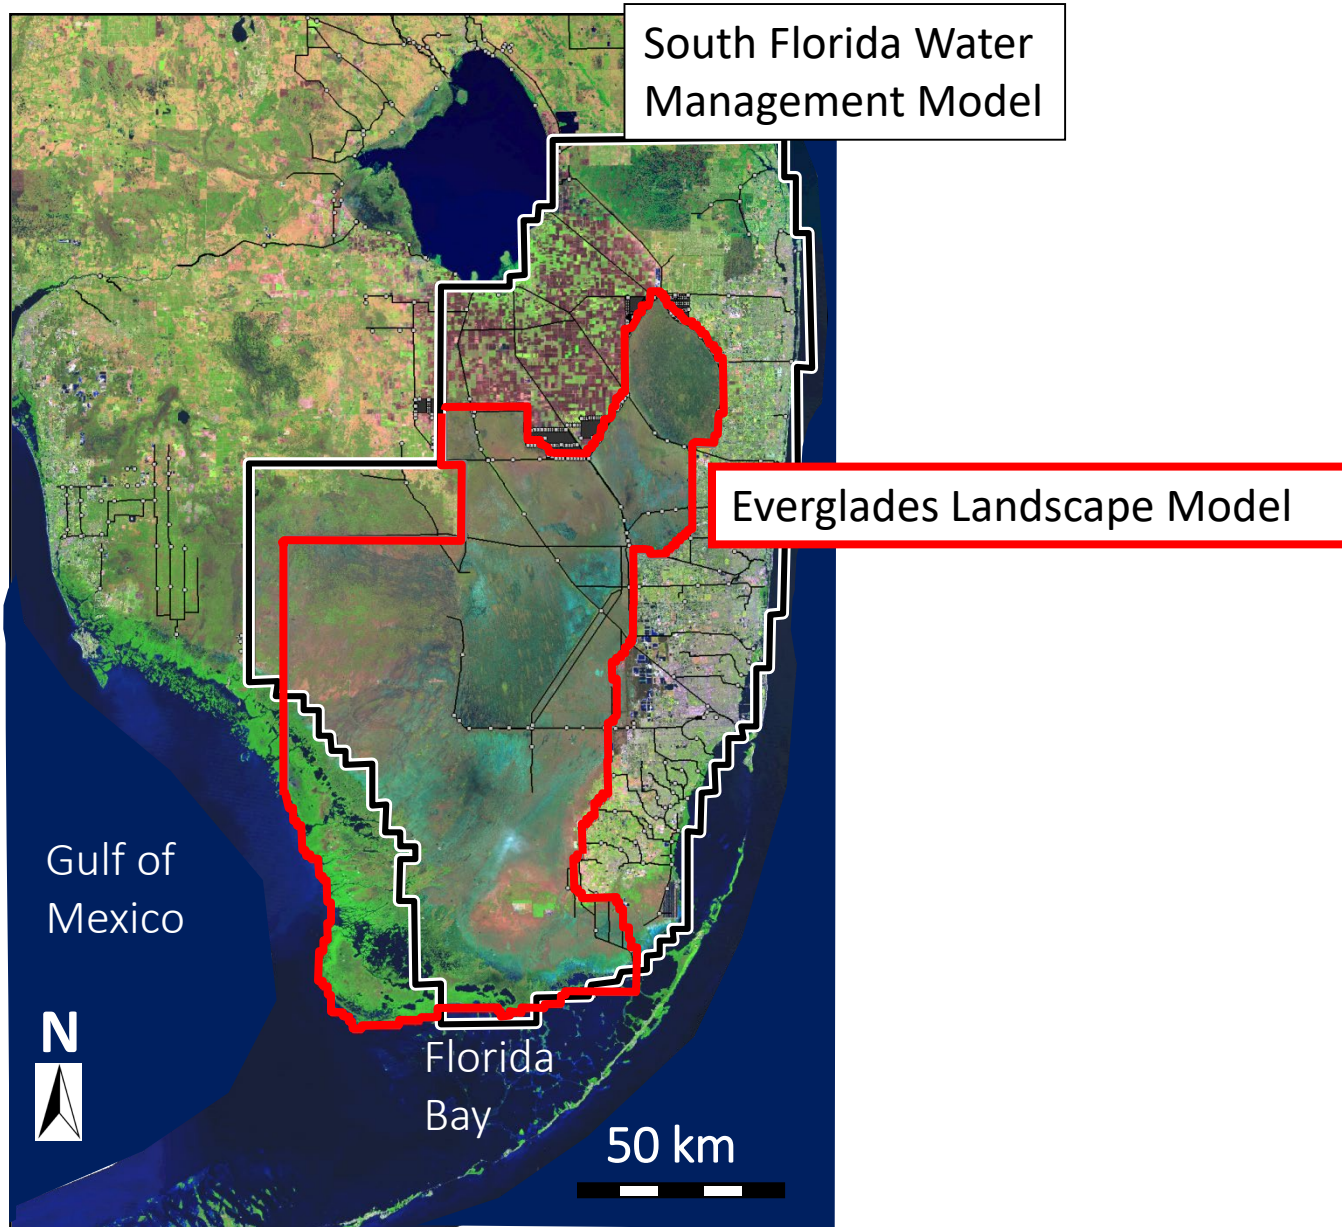 South Florida Water
Management Model
Everglades Landscape Model
Gulf of
Mexico
N
Florida
Bay
50 km